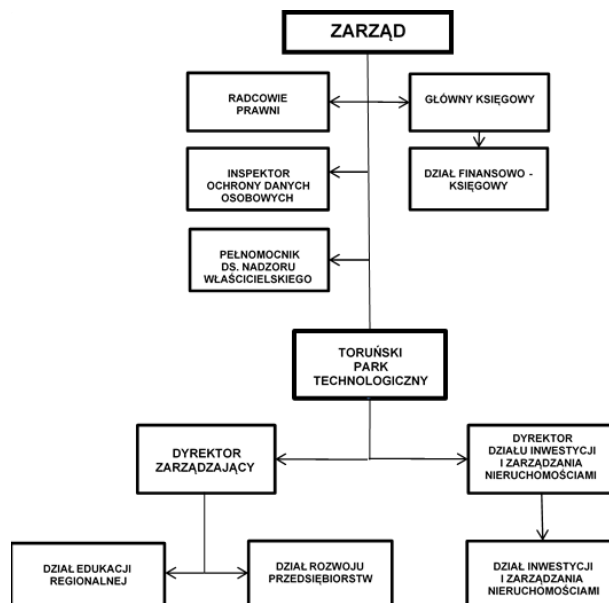 ZARZĄD
RADCOWIE
PRAWNI
GŁÓWNY KSIĘGOWY
INSPEKTOR
OCHRONY DANYCH
OSOBOWYCH
DZIAŁ FINANSOWO -
KSIĘGOWY
PEŁNOMOCNIK
DS. NADZORU
WŁAŚCICIELSKIEGO
TORUŃSKI
PARK
TECHNOLOGICZNY
DYREKTOR
ZARZĄDZAJĄCY
DYREKTOR
DZIAŁU INWESTYCJI
I ZARZĄDZANIA
NIERUCHOMOŚCIAMI
DZIAŁ EDUKACJI
REGIONALNEJ
DZIAŁ ROZWOJU
PRZEDSIĘBIORSTW
DZIAŁ INWESTYCJI
I ZARZĄDZANIA
NIERUCHOMOŚCIAMI